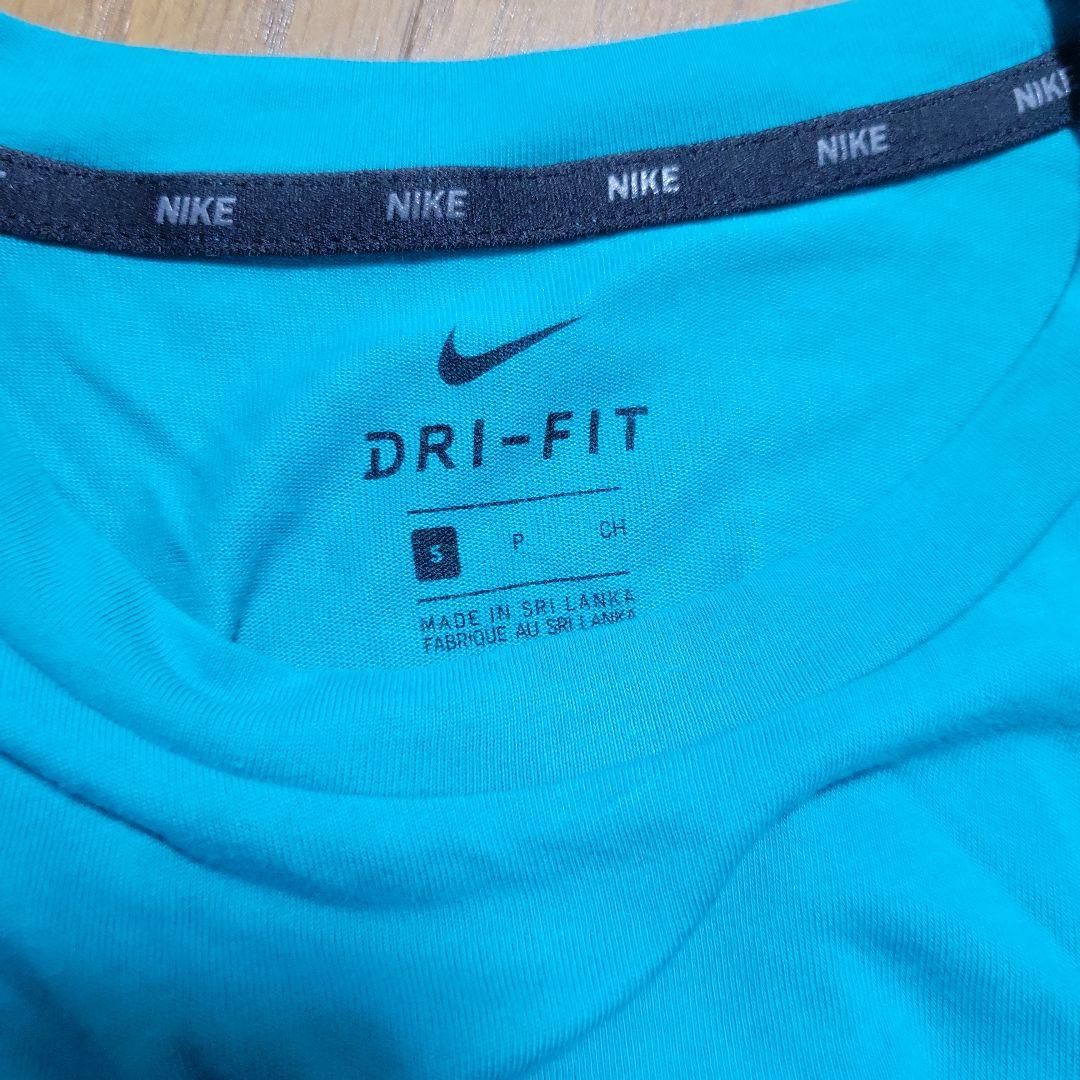 NIKE NIKE NIKE NIKE NIKE
DRI-FIT
S P CH
MADE IN SRI LANKA
FABRIQUE AU SRI LANKA